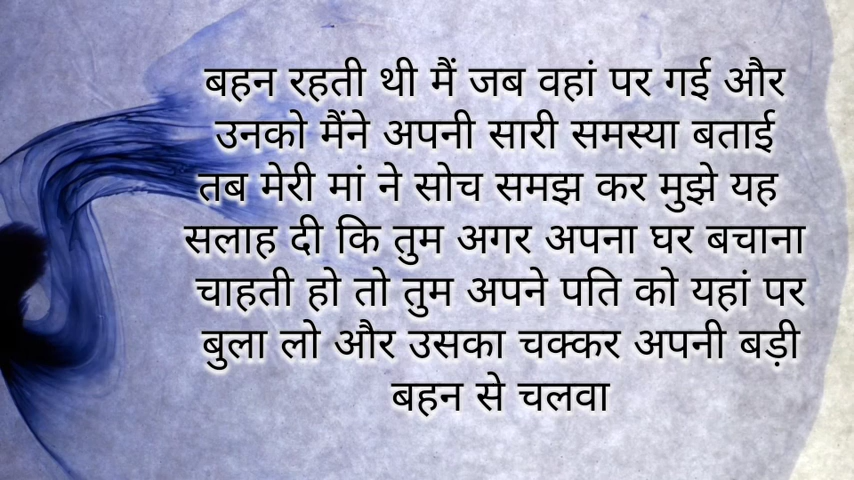 बहन रहती थी मैं जब वहां पर गई और
उनको मैंने अपनी सारी समस्या बताई
तब मेरी मां ने सोच समझ कर मुझे यह
सलाह दी कि तुम अगर अपना घर बचाना
चाहती हो तो तुम अपने पति को यहां पर
बुला लो और उसका चक्कर अपनी बड़ी
बहन से चलवा